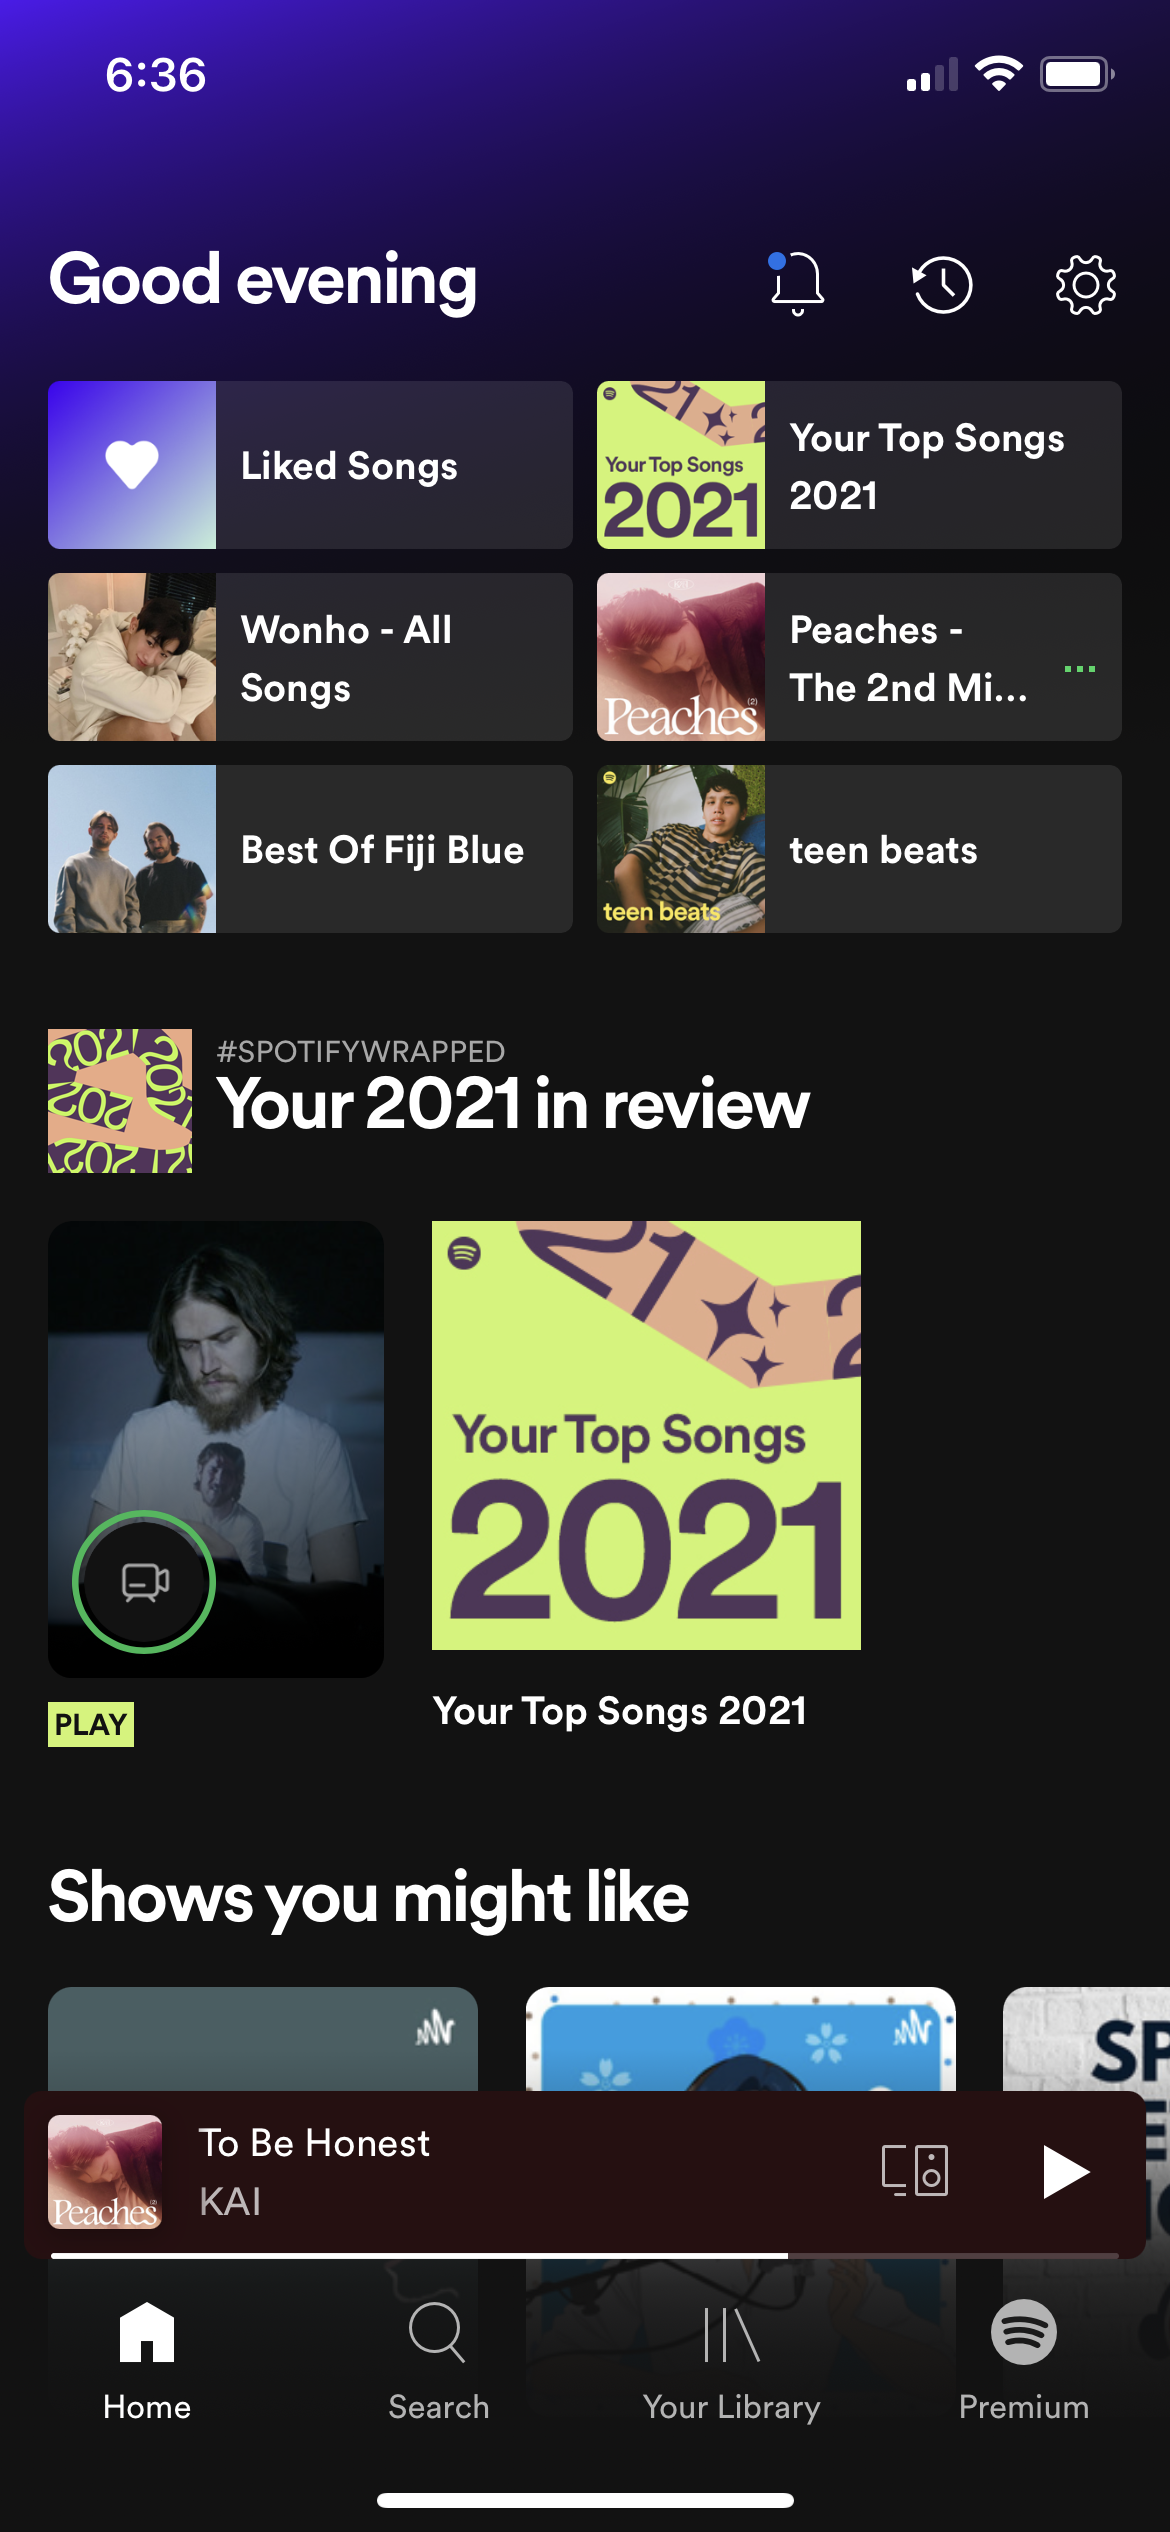 6:36
Good evening
Liked Songs
Your Top Songs
2021
Your Top Songs
2021
Wonho - All
Songs
Peaches
(2)
Peaches -
The 2nd Mi...
Best Of Fiji Blue
teen beats
teen beats
#SPOTIFYWRAPPED
Your 2021 in review
21
Your Top Songs
2021
PLAY
Your Top Songs 2021
Shows you might like
SP
Peaches
To Be Honest
KAI
Home
Search
Your Library
Premium